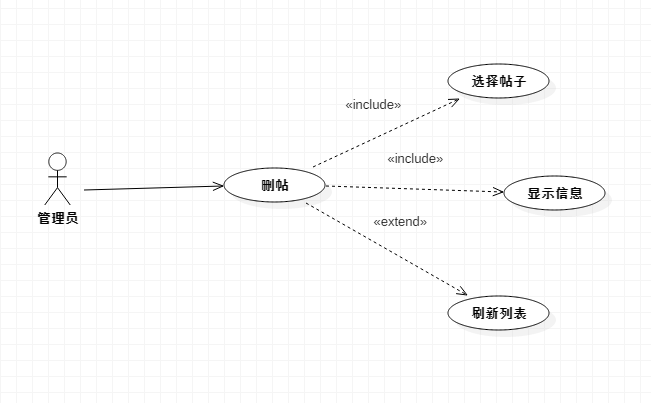 选择帖子
«include»
«include»
删帖
显示信息
管理员
«extend»
刷新列表